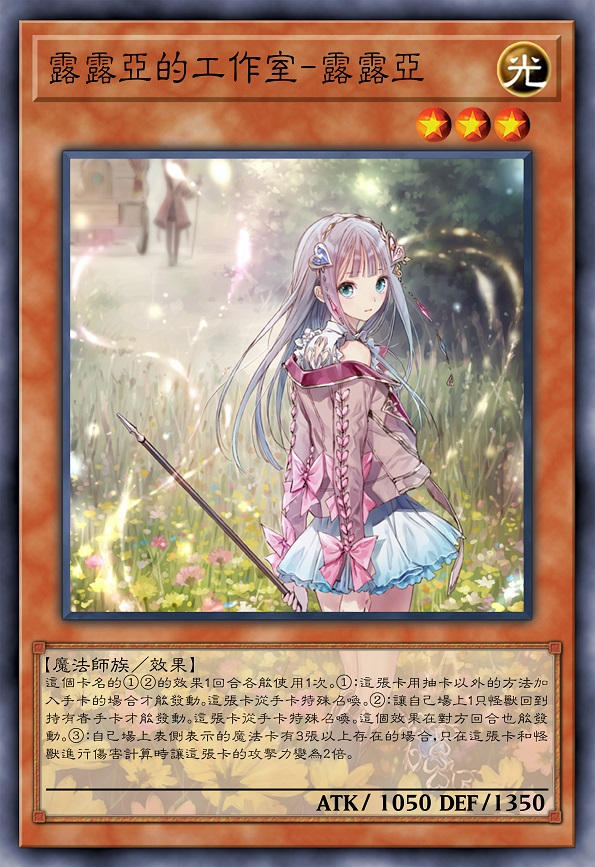 露露亞的工作室-露露亞
光
【魔法師族／效果】
這個卡名的①②的效果1回合各能使用1次。①:這張卡用抽卡以外的方法加
入手卡的場合才能發動。這張卡從手卡特殊召喚。②:讓自己場上1只怪獸回到
持有者手卡才能發動。這張卡從手卡特殊召喚。這個效果在對方回合也能發
動。③:自己場上表側表示的魔法卡有3張以上存在的場合,只在這張卡和怪
獸進行傷害計算時讓這張卡的攻擊力變為2倍。
ATK/ 1050 DEF/1350